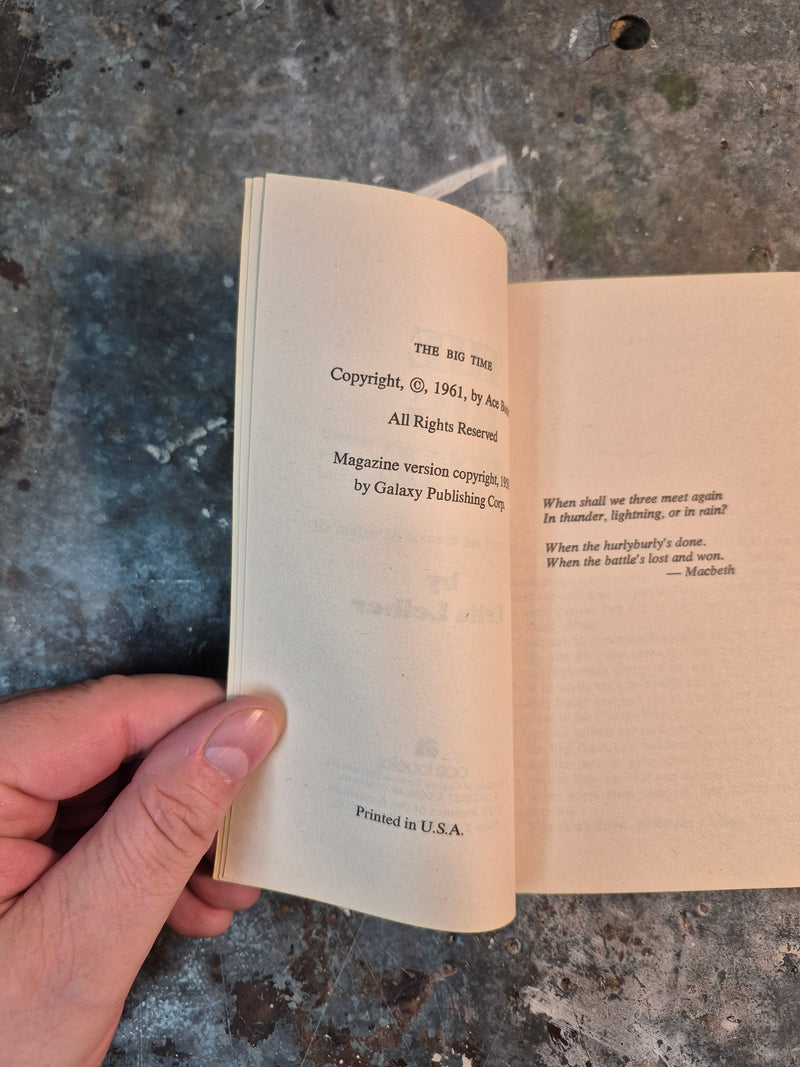 THE BIG TIME
Copyright, ©, 1961, by Ace
All Rights Reserved
Magazine version copyright,
by Galaxy Publishing Corp.
Printed in U.S.A.
When shall we three meet again
In thunder, lightning, or in rain?
When the hurlyburly's done.
When the battle's lost and won.
— Macbeth